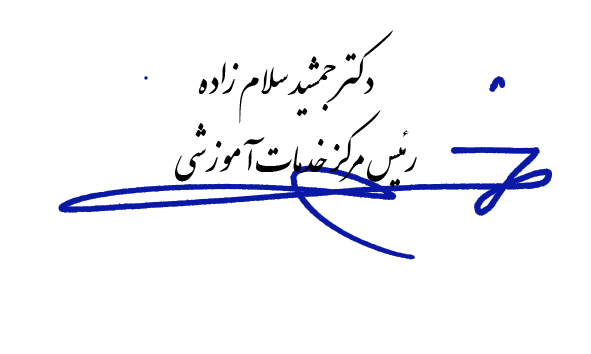 دکتر جمشید سلام زاده
رئیس مرکز خدمات آموزشی